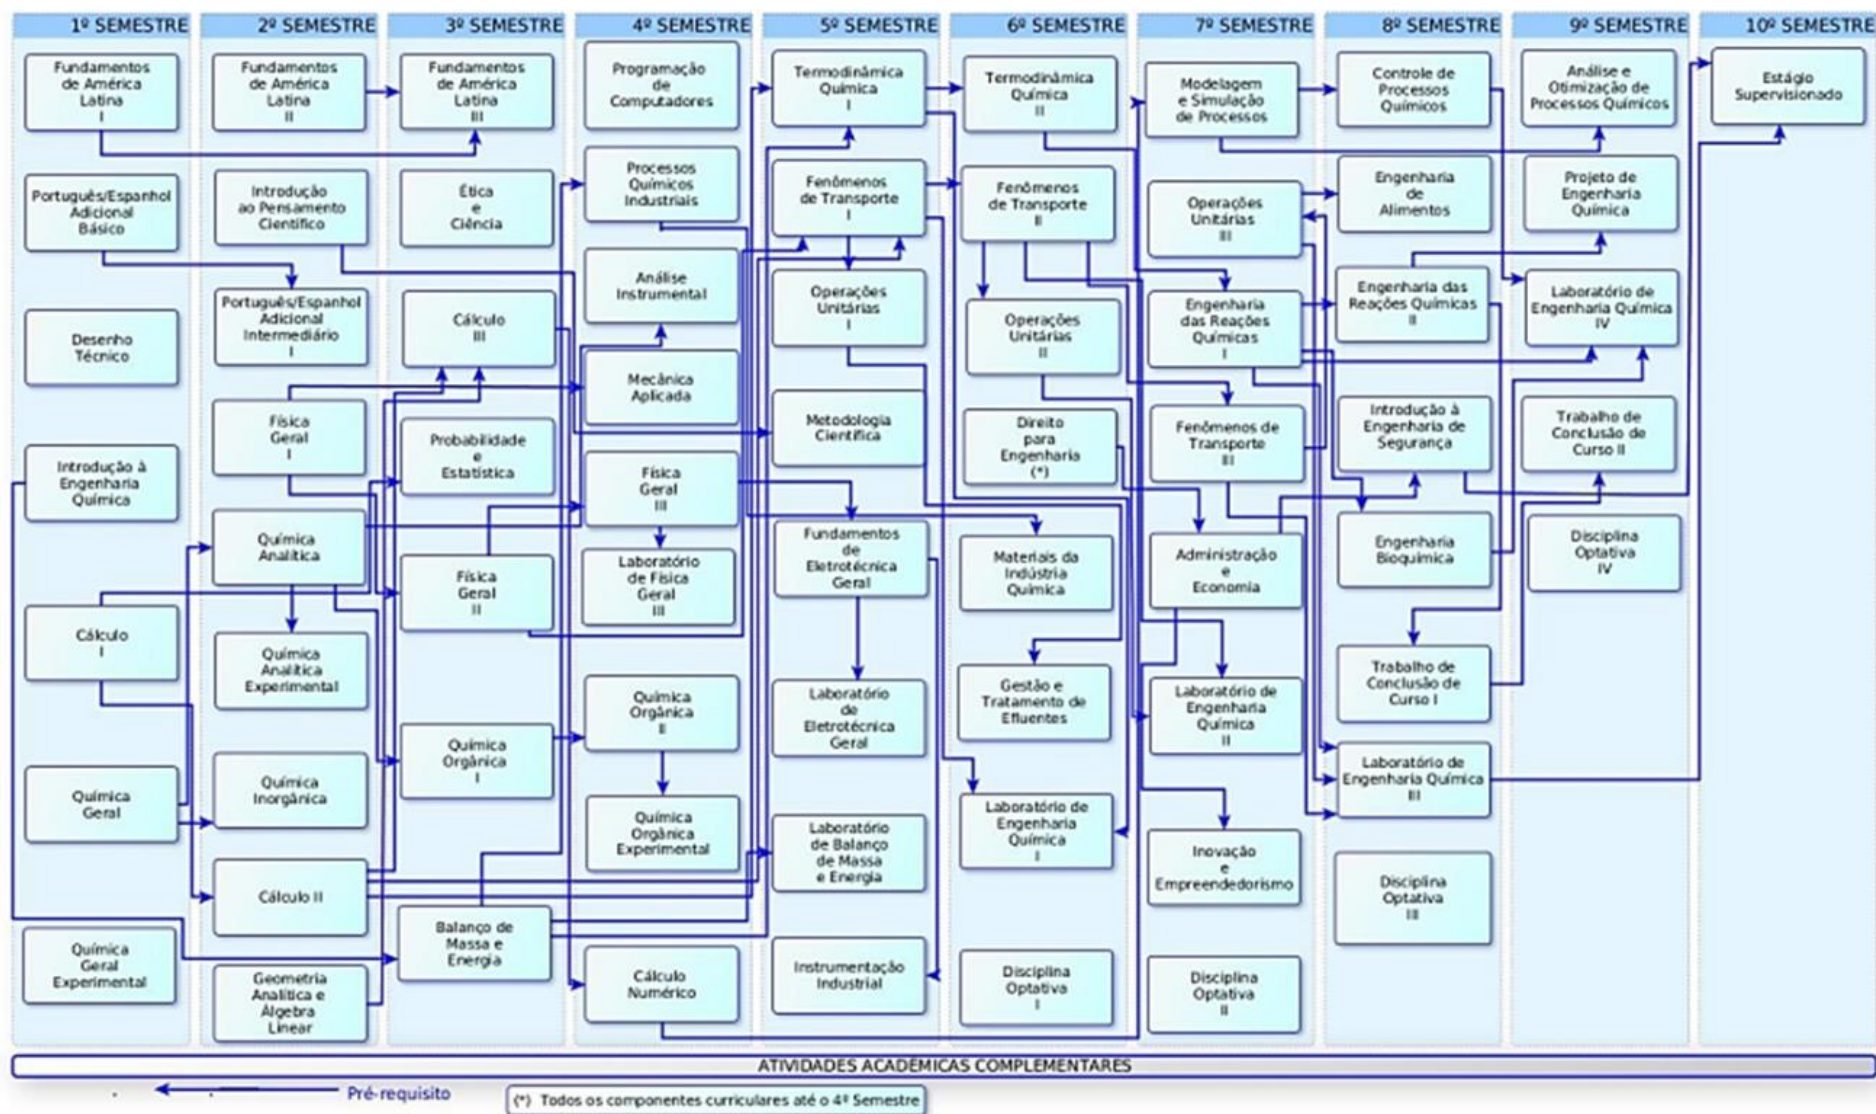 1º SEMESTRE
Fundamentos
de América
Latina
I
Português/Espanhol
Adicional
Básico
Desenho
Técnico
Introdução à
Engenharia
Química
Cálculo
I
Química
Geral
Química
Geral
Experimental
2º SEMESTRE
Fundamentos
de América
Latina
II
Introdução
ao Pensamento
Científico
Português/Espanhol
Adicional
Intermediário
I
Física
Geral
I
Química
Analítica
Química
Analítica
Experimental
Química
Inorgânica
Cálculo II
Geometria
Analítica e
Álgebra
Linear
3º SEMESTRE
Fundamentos
de América
Latina
III
Ética
e
Ciência
Cálculo
III
Probabilidade
e
Estatística
Física
Geral
II
Química
Orgânica
I
Balanço de
Massa e
Energia
4º SEMESTRE
Programação
de
Computadores
Processos
Químicos
Industriais
Análise
Instrumental
Mecânica
Aplicada
Física
Geral
III
Laboratório
de Física
Geral
III
Química
Orgânica
II
Química
Orgânica
Experimental
Cálculo
Numérico
5º SEMESTRE
Termodinâmica
Química
I
Fenômenos
de Transporte
I
Operações
Unitárias
I
Metodologia
Científica
Fundamentos
de
Eletrotécnica
Geral
Laboratório
de
Eletrotécnica
Geral
Laboratório
de Balanço
de Massa
e Energia
Instrumentação
Industrial
6º SEMESTRE
Termodinâmica
Química
II
Fenômenos
de Transporte
II
Operações
Unitárias
II
Direito
para
Engenharia
(*)
Materiais da
Indústria
Química
Gestão e
Tratamento de
Efluentes
Laboratório de
Engenharia
Química
I
Disciplina
Optativa
I
7º SEMESTRE
Modelagem
e Simulação
de Processos
Operações
Unitárias
III
Engenharia
das Reações
Químicas
I
Fenômenos de
Transporte
III
Administração
e
Economia
Laboratório de
Engenharia
Química
II
Inovação
e
Empreendedorismo
Disciplina
Optativa
II
8º SEMESTRE
Controle de
Processos
Químicos
Engenharia
de
Alimentos
Engenharia das
Reações Químicas
II
Introdução à
Engenharia de
Segurança
Engenharia
Bioquímica
Trabalho de
Conclusão de
Curso I
Laboratório de
Engenharia Química
III
Disciplina
Optativa
III
9º SEMESTRE
Análise e
Otimização de
Processos Químicos
Projeto de
Engenharia
Química
Laboratório de
Engenharia Química
IV
Trabalho de
Conclusão de
Curso II
Disciplina
Optativa
IV
10º SEMESTRE
Estágio
Supervisionado
ATIVIDADES ACADÊMICAS COMPLEMENTARES
Pré-requisito
(*) Todos os componentes curriculares até o 4º Semestre